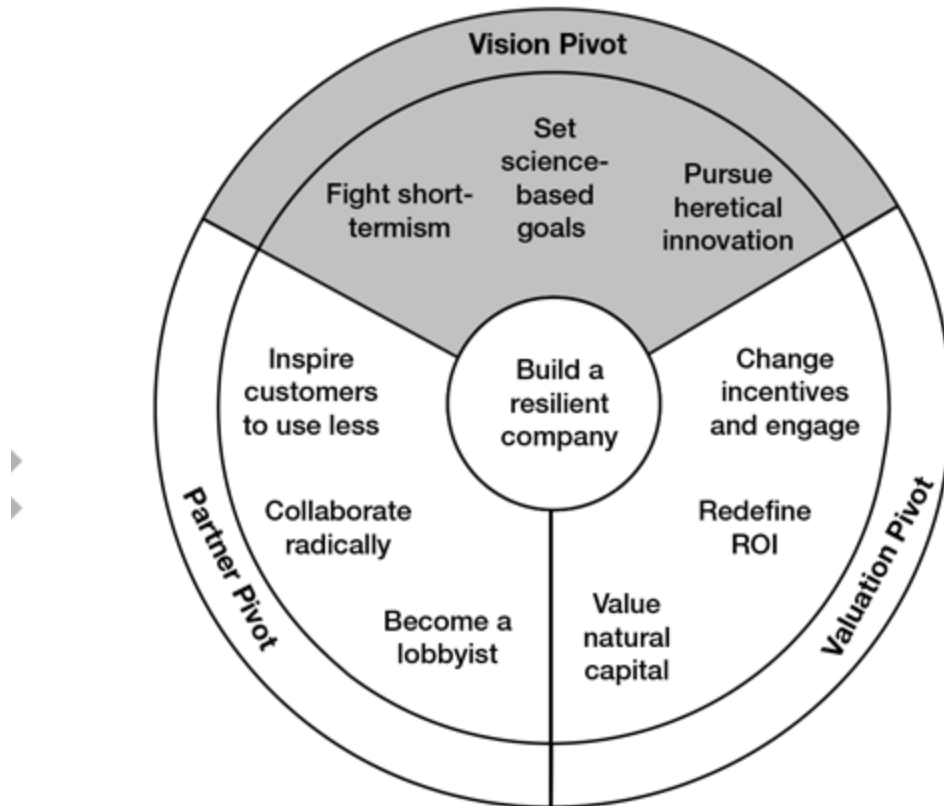 Vision Pivot
Fight short-
termism
Set
science-
based
goals
Pursue
heretical
innovation
Inspire
customers
to use less
Build a
resilient
company
Change
incentives
and engage
Partner Pivot
Collaborate
radically
Redefine
ROI
Valuation Pivot
Become a
lobbyist
Value
natural
capital